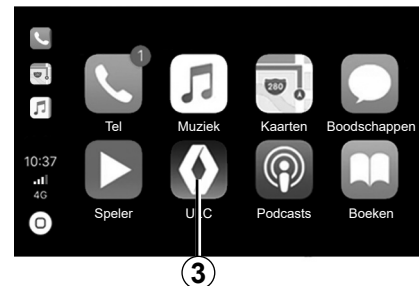 1
280
Tel Muziek Kaarten Boodschappen
10:37
4G
Speler Podcasts Boeken
3